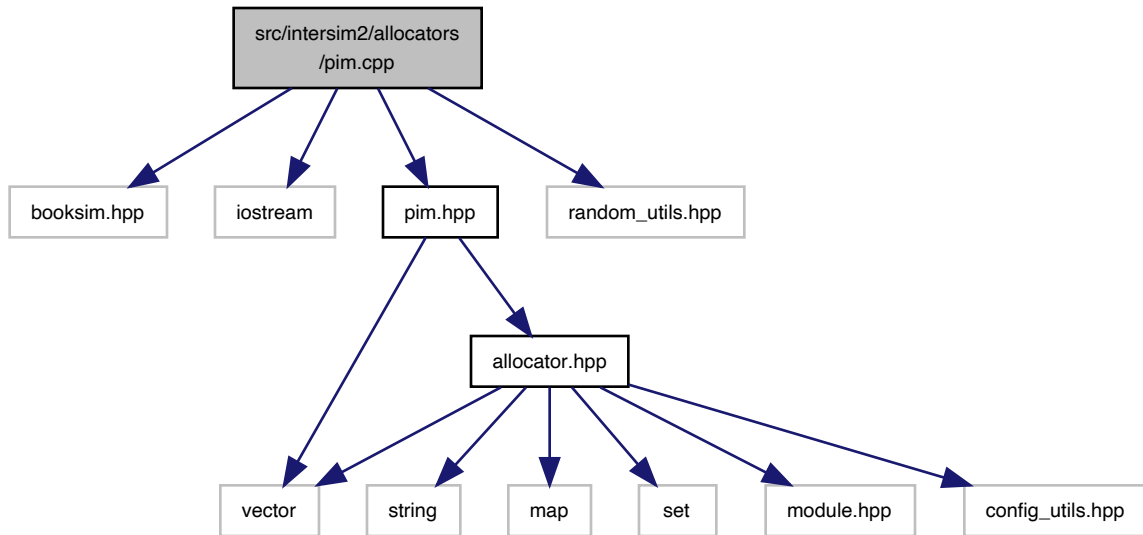 src/intersim2/allocators
/pim.cpp
booksim.hpp
iostream
pim.hpp
random_utils.hpp
allocator.hpp
vector
string
map
set
module.hpp
config_utils.hpp